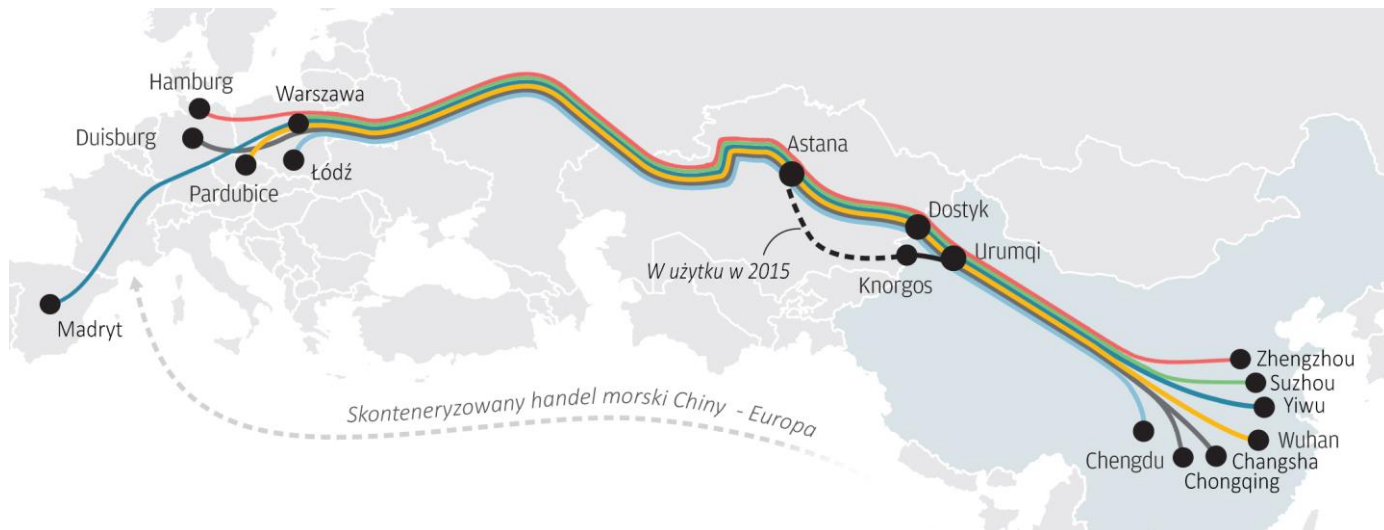 Hamburg
Warszawa
Duisburg
Łódź
Pardubice
Madryt
Astana
Dostyk
Urumqi
W użytku w 2015
Knorgos
Skonteneryzowany handel morski Chiny - Europa
Zhengzhou
Suzhou
Yiwu
Wuhan
Chengdu
Changsha
Chongqing